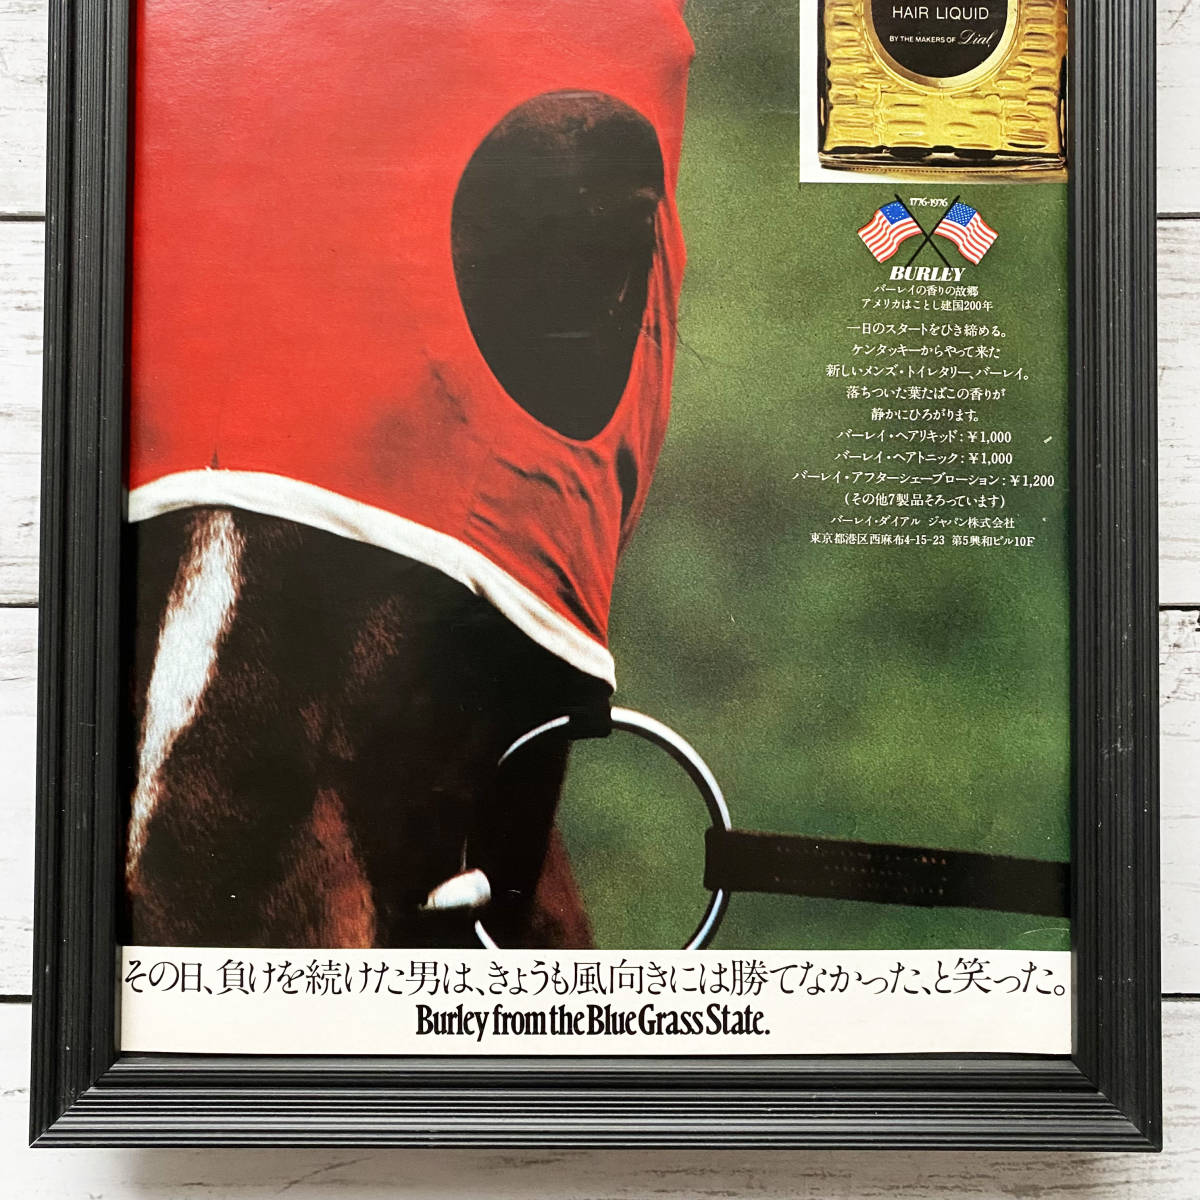 HAIR LIQUID
BY THE MAKERS OF Dial
1776-1976
BURLEY
バーレイの香りの故郷
アメリカはことし建国200年
一日のスタートをひき締める。
ケンタッキーからやって来た
新しいメンズ・トイレタリー、バーレイ。
落ちついた葉たばこの香りが
静かにひろがります。
バーレイ・ヘアリキッド：￥1,000
バーレイ・ヘアトニック：￥1,000
バーレイ・アフターシェーブローション：￥1,200
(その他7製品そろっています)
バーレイ・ダイアル ジャパン株式会社
東京都港区西麻布4-15-23 第5興和ビル10F
その日、負けを続けた男は、きょうも風向きには勝てなかった、と笑った。
Burley from the Blue Grass State.